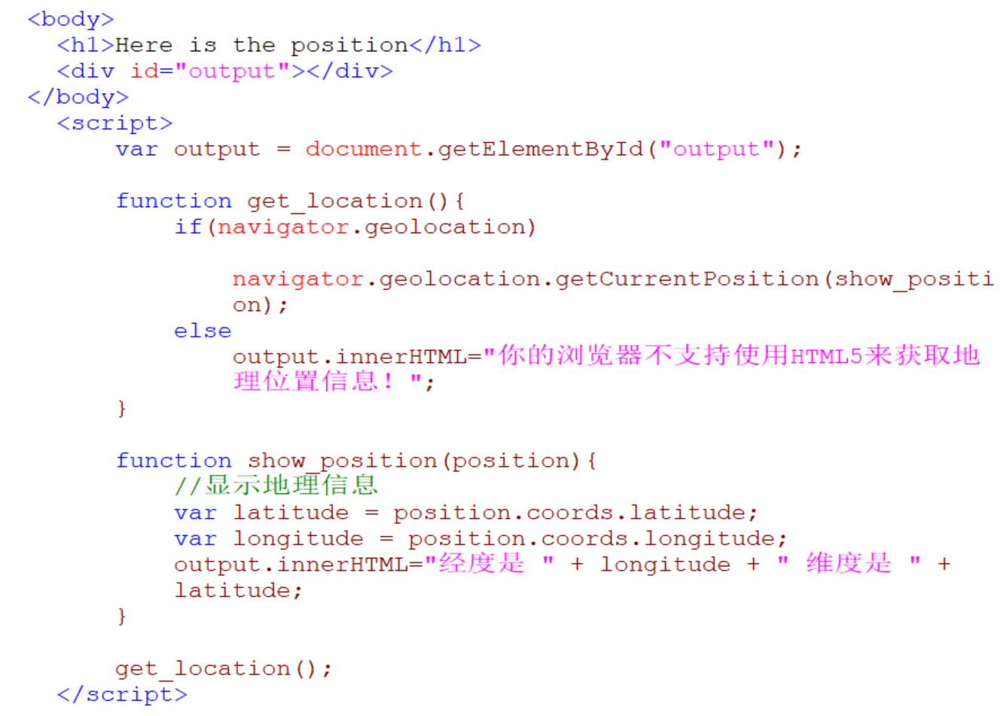 <body>
<h1>Here is the position</h1>
<div id="output"></div>
</body>
<script>
var output = document.getElementById("output");
function get_location(){
if(navigator.geolocation)
navigator.geolocation.getCurrentPosition(show_positi
on);
else
output.innerHTML="你的浏览器不支持使用HTML5来获取地
理位置信息！";
}
function show_position(position){
//显示地理信息
var latitude = position.coords.latitude;
var longitude = position.coords.longitude;
output.innerHTML="经度是 " + longitude + " 维度是 " +
latitude;
}
get_location();
</script>